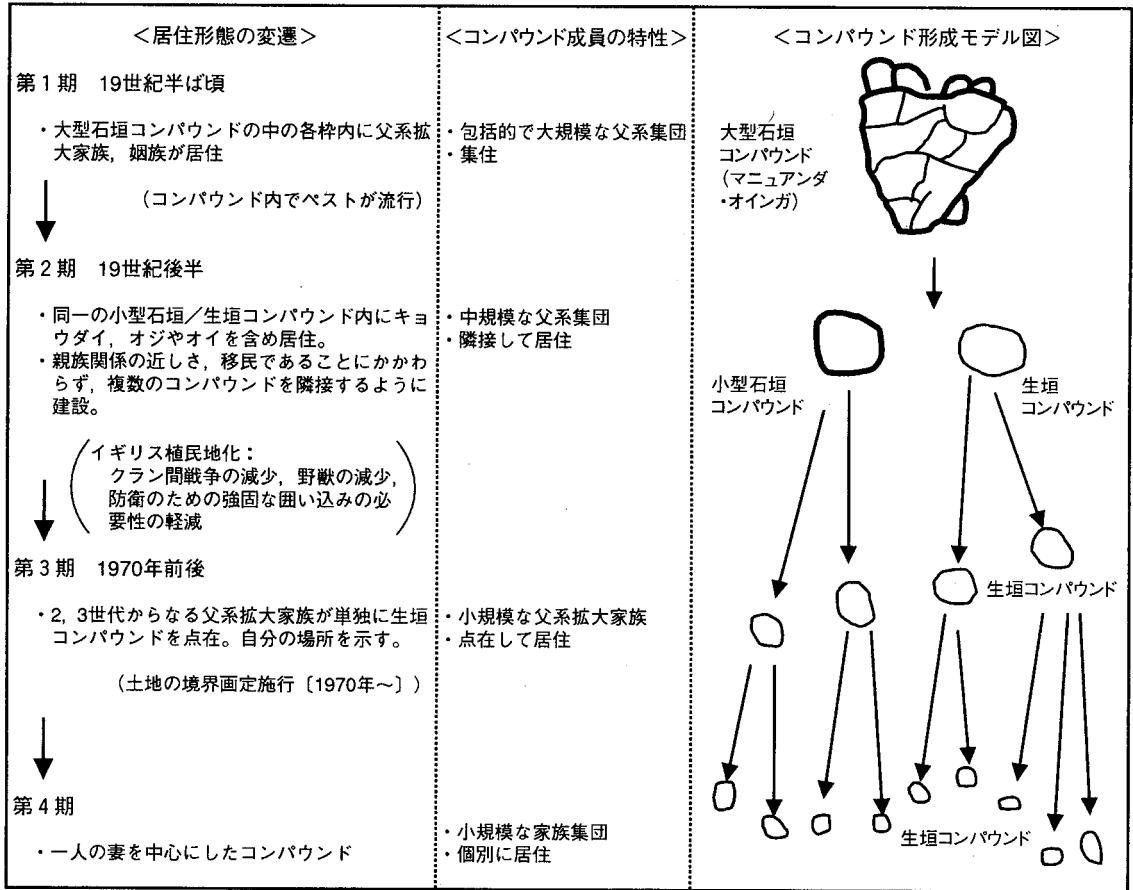 ＜居住形態の変遷＞
第1期　19世紀半ば頃
・大型石垣コンパウンドの中の各枠内に父系拡
大家族，姻族が居住
（コンパウンド内でペストが流行）
第2期　19世紀後半
・同一の小型石垣／生垣コンパウンド内にキョ
ウダイ，オジやオイを含め居住。
・親族関係の近しさ，移民であることにかかわ
らず，複数のコンパウンドを隣接するように
建設。
イギリス植民地化：
クラン間戦争の減少，野獣の減少，
防衛のための強固な囲い込みの必
要性の軽減
第3期　1970年前後
・2，3世代からなる父系拡大家族が単独に生垣
コンパウンドを点在。自分の場所を示す。
（土地の境界画定施行〔1970年～〕）
第4期
・一人の妻を中心にしたコンパウンド
＜コンパウンド成員の特性＞
・包括的で大規模な父系集団
・集住
・中規模な父系集団
・隣接して居住
・小規模な父系拡大家族
・点在して居住
・小規模な家族集団
・個別に居住
＜コンパウンド形成モデル図＞
大型石垣
コンパウンド
（マニュアンダ
・オインガ）
小型石垣
コンパウンド
生垣
コンパウンド
生垣コンパウンド
生垣コンパウンド